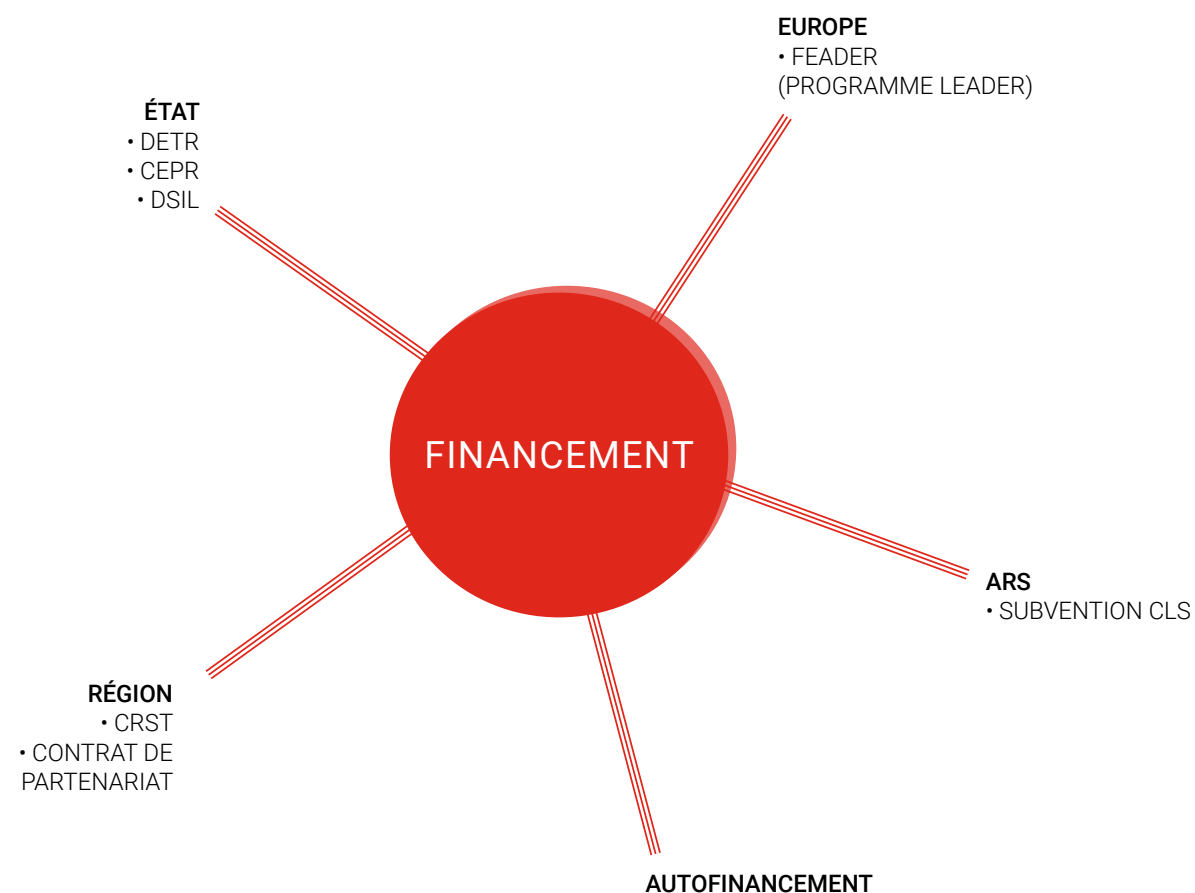 EUROPE
• FEADER
(PROGRAMME LEADER)
ÉTAT
• DETR
• CEPR
• DSIL
FINANCEMENT
ARS
• SUBVENTION CLS
RÉGION
• CRST
• CONTRAT DE
PARTENARIAT
AUTOFINANCEMENT